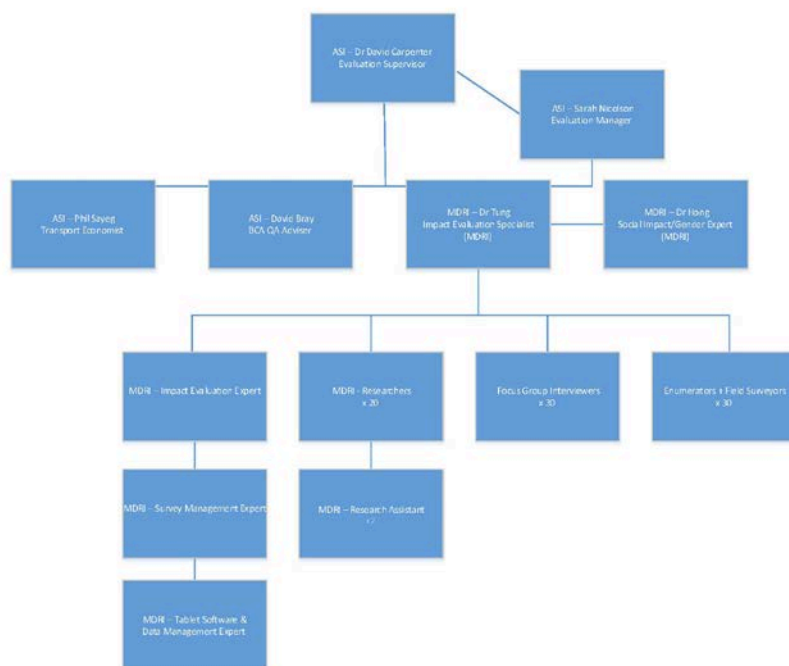 ASI – Dr David Carpenter
Evaluation Supervisor
ASI – Sarah Nicolson
Evaluation Manager
ASI – Phil Sayeg
Transport Economist
ASI – David Bray
BCA QA Adviser
MDRI – Dr Tung
Impact Evaluation Specialist
(MDRI)
MDRI – Dr Hong
Social Impact/Gender Expert
(MDRI)
MDRI – Impact Evaluation Expert
MDRI - Researchers
x 20
Focus Group Interviewers
x
Enumerators + Field Surveyors
x 30
MDRI – Survey Management Expert
MDRI – Research Assistant
MDRI – Tablet Software &
Data Management Expert